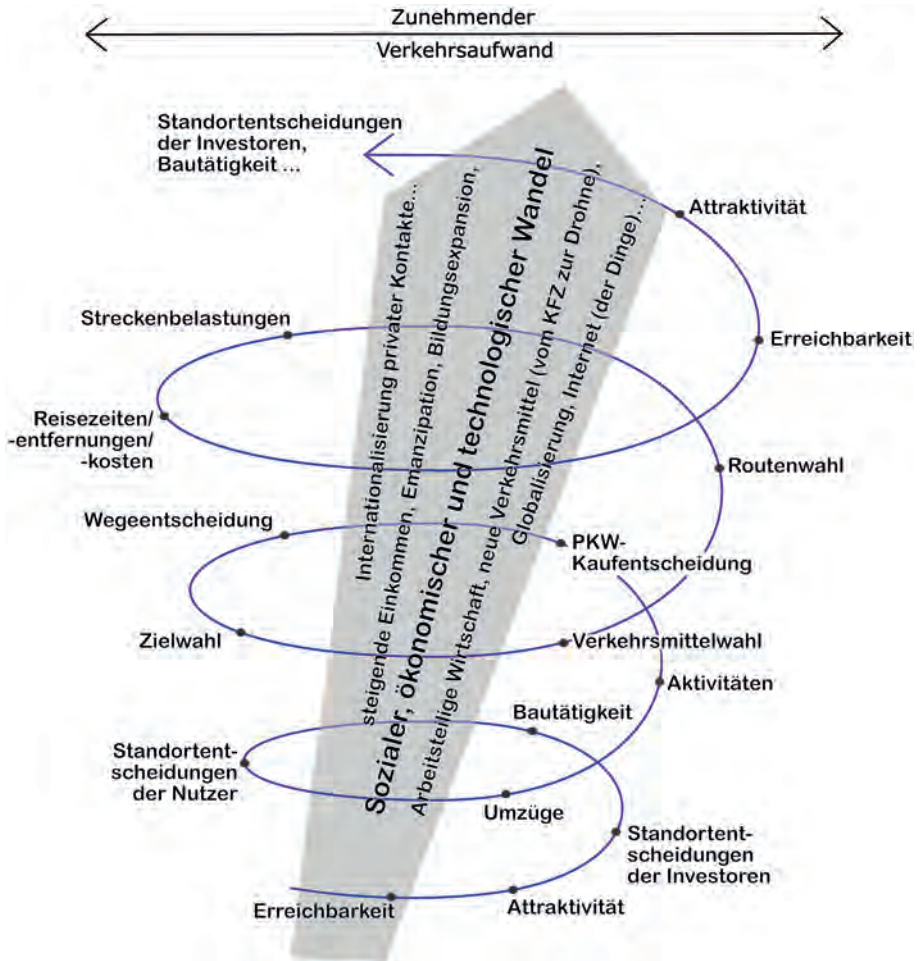 Zunehmender
Verkehrsaufwand
Standortentscheidungen
der Investoren,
Bautätigkeit ...
Attraktivität
Streckenbelastungen
Erreichbarkeit
Reisezeiten/
-entfernungen/
-kosten
Routenwahl
Wegeentscheidung
PKW-
Kaufentscheidung
Zielwahl
Verkehrsmittelwahl
Aktivitäten
Bautätigkeit
Standortent-
scheidungen
der Nutzer
Umzüge
Standortent-
scheidungen
der Investoren
Erreichbarkeit
Attraktivität
Internationalisierung privater Kontakte...
steigende Einkommen, Emanzipation, Bildungsexpansion,
Sozialer, ökonomischer und technologischer Wandel
Arbeitsteilige Wirtschaft, neue Verkehrsmittel (vom KFZ zur Drohne),
Globalisierung, Internet (der Dinge)...